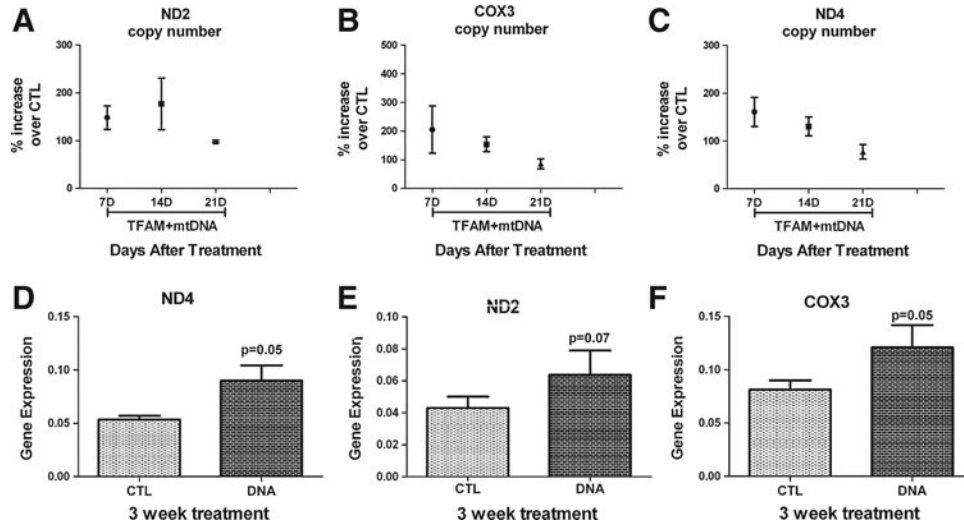 A
ND2
copy number
% increase
over CTL
300
200
100
0
7D 14D 21D
TFAM+mtDNA
Days After Treatment
B
COX3
copy number
% increase
over CTL
500
400
300
200
100
0
7D 14D 21D
TFAM+mtDNA
Days After Treatment
C
ND4
copy number
% increase
over CTL
300
200
100
0
7D 14D 21D
TFAM+mtDNA
Days After Treatment
D
ND4
Gene Expression
0.15
0.10
0.05
0.00
p=0.05
CTL DNA
3 week treatment
E
ND2
Gene Expression
0.10
0.08
0.06
0.04
0.02
0.00
p=0.07
CTL DNA
3 week treatment
F
COX3
Gene Expression
0.15
0.10
0.05
0.00
p=0.05
CTL DNA
3 week treatment